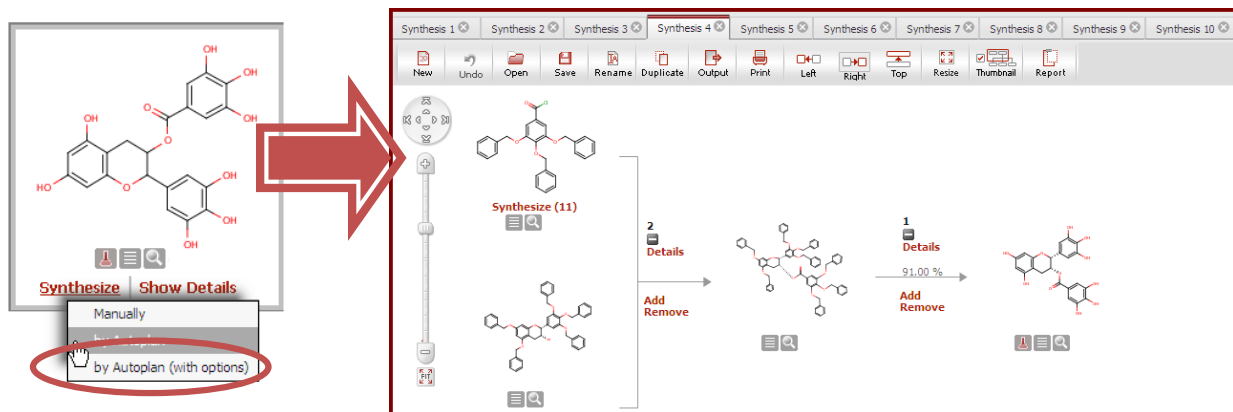 OH
OH
O
OH
OH
O
HO
O
OH
OH
OH
Synthesize
Show Details
Manually
by Autoplan
by Autoplan (with options)
Synthesis 1
Synthesis 2
Synthesis 3
Synthesis 4
Synthesis 5
Synthesis 6
Synthesis 7
Synthesis 8
Synthesis 9
Synthesis 10
New
Undo
Open
Save
Rename
Duplicate
Output
Print
Left
Right
Top
Resize
Thumbnail
Report
FIT
Synthesize (11)
2
Details
Add
Remove
1
Details
91.00 %
Add
Remove